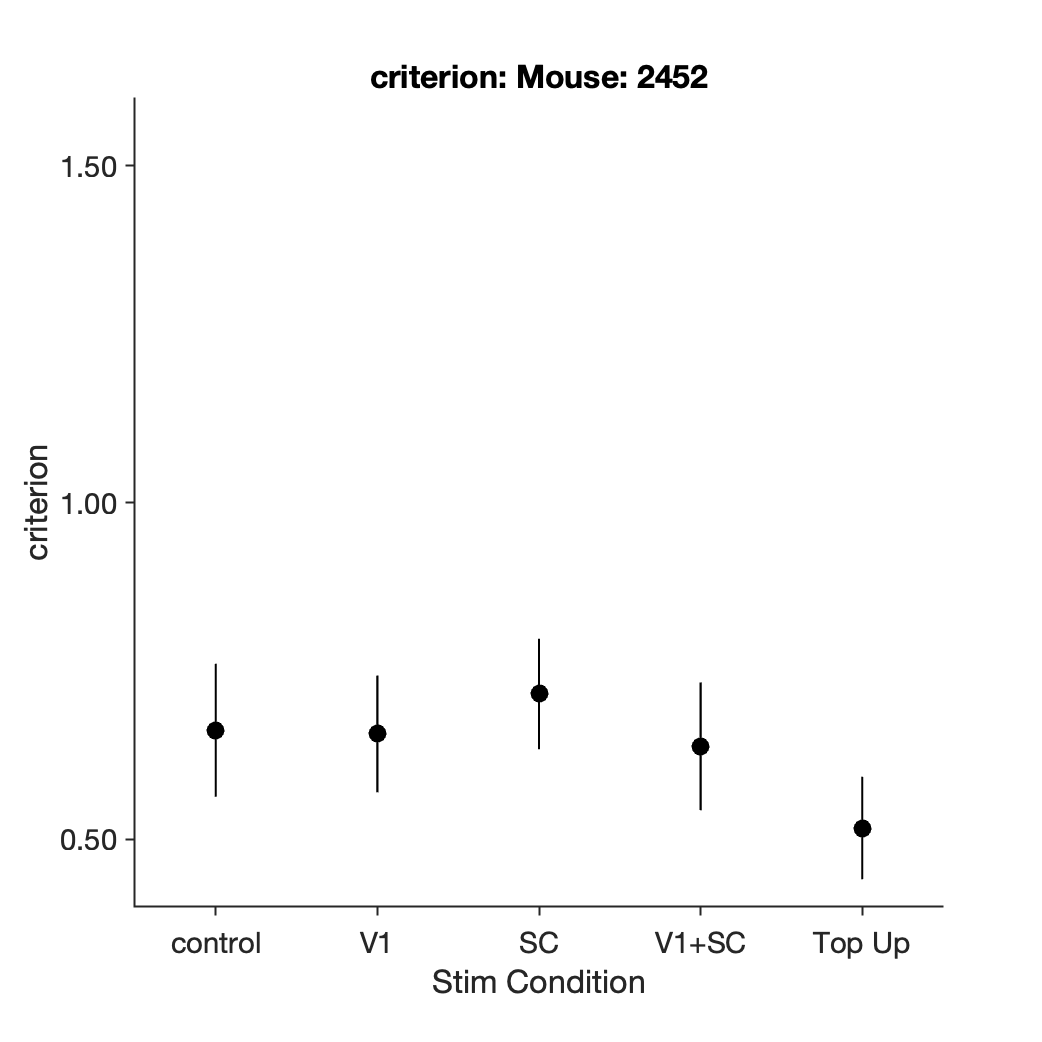 criterion: Mouse: 2452
1.50
1.00
0.50
criterion
control
V1
SC
V1+SC
Top Up
Stim Condition